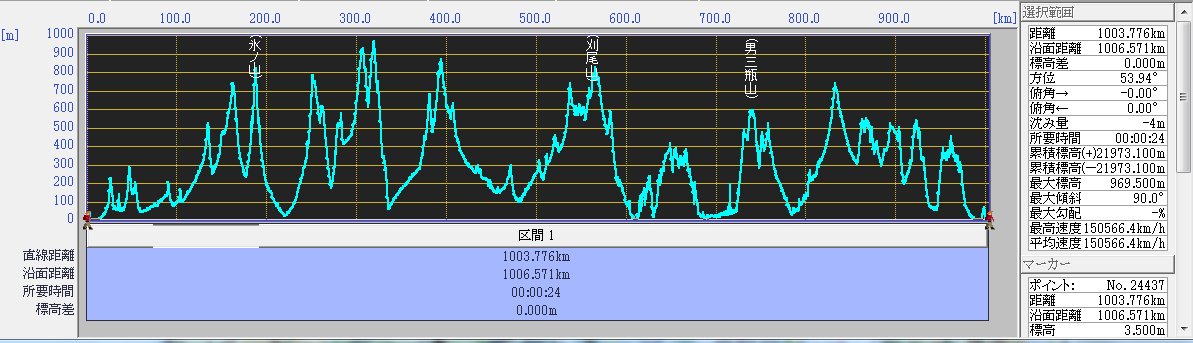 0.0 100.0 200.0 300.0 400.0 500.0 600.0 700.0 800.0 900.0 [km]
[m]
1000
900
800
700
600
500
400
300
200
100
0
(氷ノ山)
(刈尾山)
(男三瓶山)
区間 1
直線距離 1003.776km
沿面距離 1006.571km
所要時間 00:00:24
標高差 0.000m
選択範囲
距離 1003.776km
沿面距離 1006.571km
標高差 0.000m
方位 53.94°
俯角→ -0.00°
俯角← 0.00°
沈み量 -4m
所要時間 00:00:24
累積標高(+)21973.100m
累積標高(-21973.100m
最大標高 969.500m
最大傾斜 90.0°
最大勾配 -%
最高速度150566.4km/h
平均速度150566.4km/h
マーカー
ポイント: No.24437
距離 1003.776km
沿面距離 1006.571km
標高 3.500m